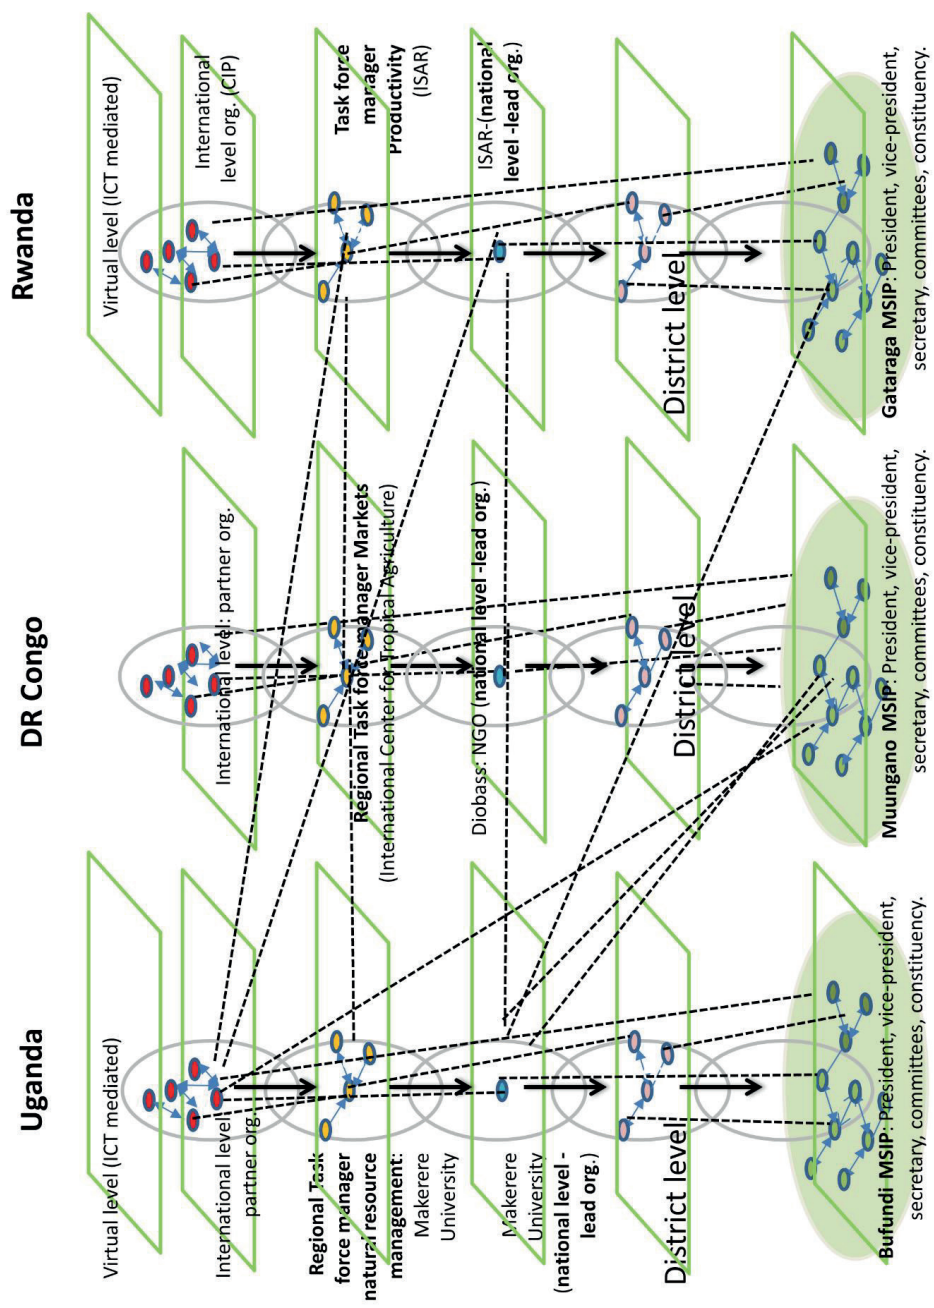 Uganda
Virtual level (ICT mediated)
International level
partner org.
Regional Task
force manager
natural resource
management:
Makerere
University
Makerere
University
(national level -
lead org.)
District level
Bufundi MSIP: President, vice-president,
secretary, committees, constituency.
DR Congo
International level: partner org.
Regional Task force manager Markets
(International Center for Tropical Agriculture)
Diobass: NGO (national level -lead org.)
District level
Muungano MSIP: President, vice-president,
secretary, committees, constituency.
Rwanda
Virtual level (ICT mediated)
International
level org. (CIP)
Task force
manager
Productivity
(ISAR)
ISAR-(national
level -lead org.)
District level
Gataraga MSIP: President, vice-president,
secretary, committees, constituency.